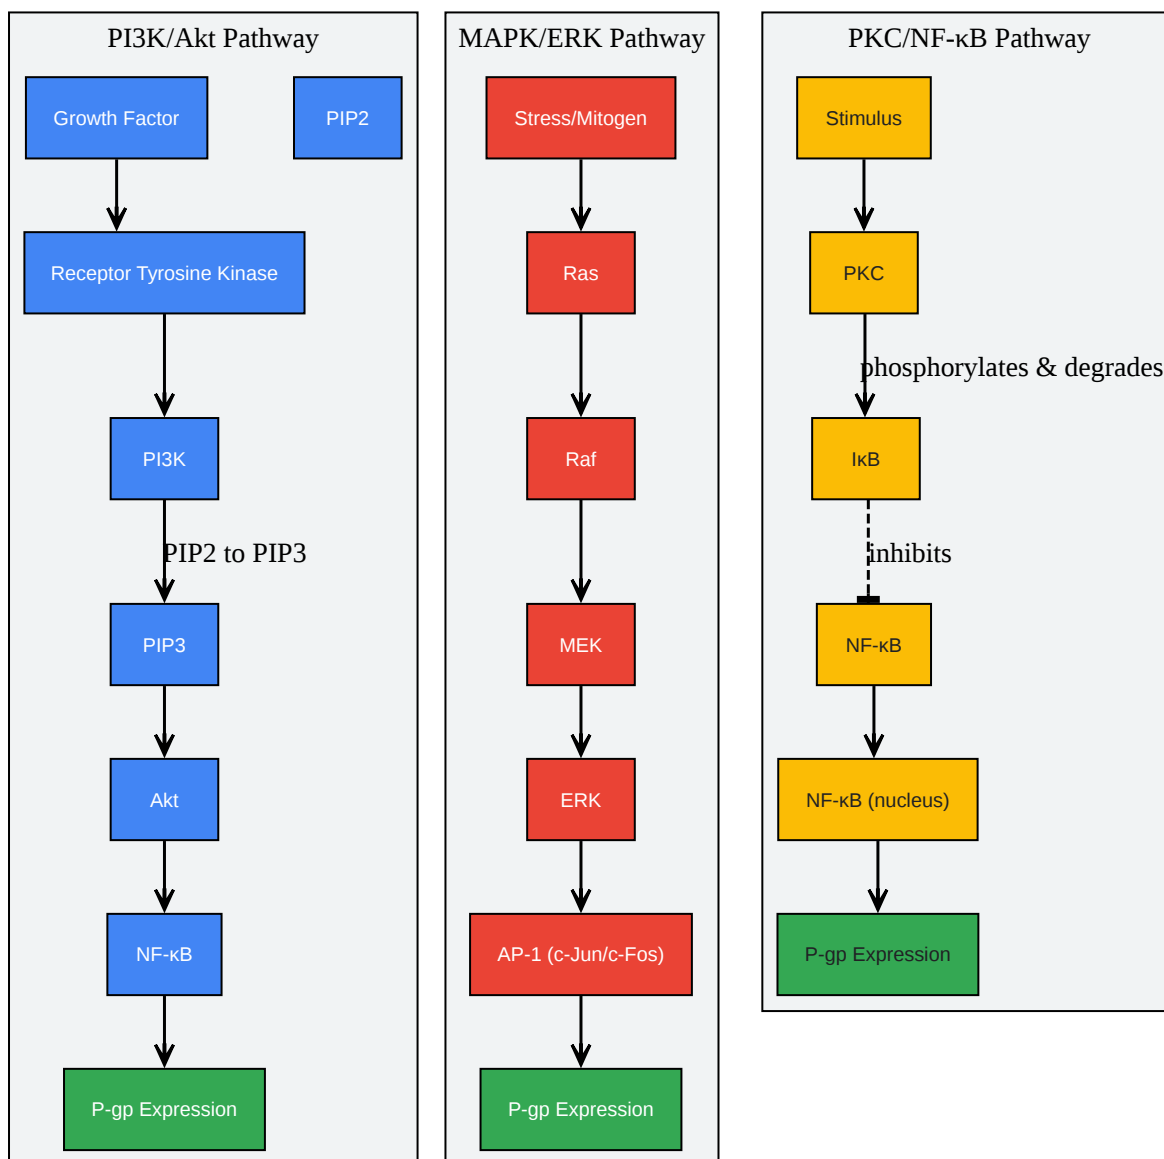 PI3K/Akt Pathway
Growth Factor
PIP2
Receptor Tyrosine Kinase
PI3K
PIP2 to PIP3
PIP3
Akt
NF-κB
P-gp Expression
MAPK/ERK Pathway
Stress/Mitogen
Ras
Raf
MEK
ERK
AP-1 (c-Jun/c-Fos)
P-gp Expression
PKC/NF-κB Pathway
Stimulus
PKC
phosphorylates & degrades
IκB
inhibits
NF-κB
NF-κB (nucleus)
P-gp Expression